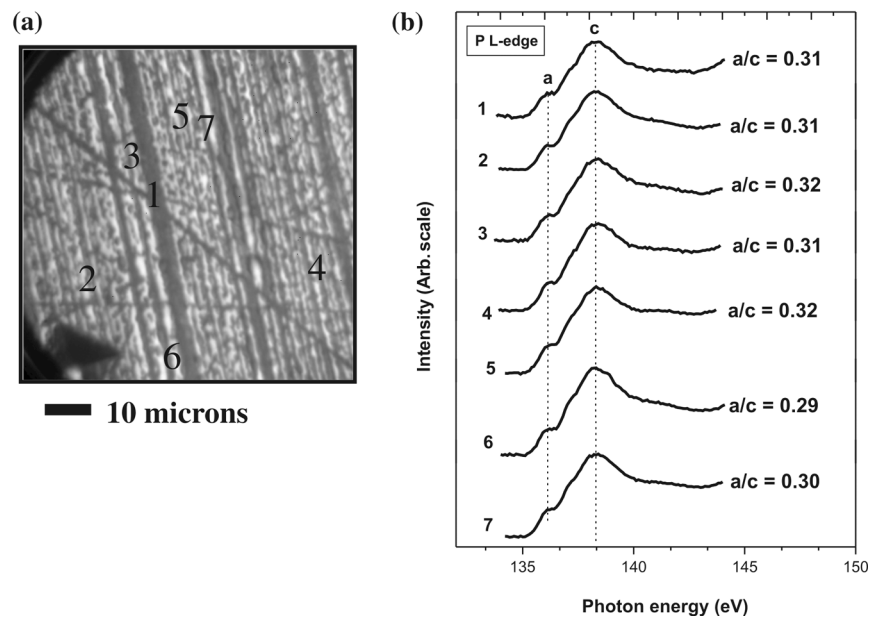 (a)
5
7
3
1
2
4
6
10 microns
(b)
P L-edge
a
c
1
2
3
4
5
6
7
a/c = 0.31
a/c = 0.31
a/c = 0.32
a/c = 0.31
a/c = 0.32
a/c = 0.29
a/c = 0.30
Intensity (Arb. scale)
135
140
145
150
Photon energy (eV)